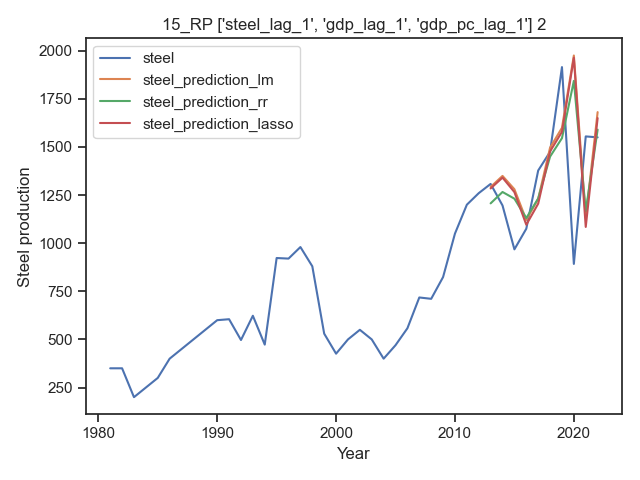 15_RP ['steel_lag_1', 'gdp_lag_1', 'gdp_pc_lag_1'] 2
steel
steel_prediction_lm
steel_prediction_rr
steel_prediction_lasso
2000
1750
1500
1250
1000
750
500
250
Steel production
1980
1990
2000
2010
2020
Year